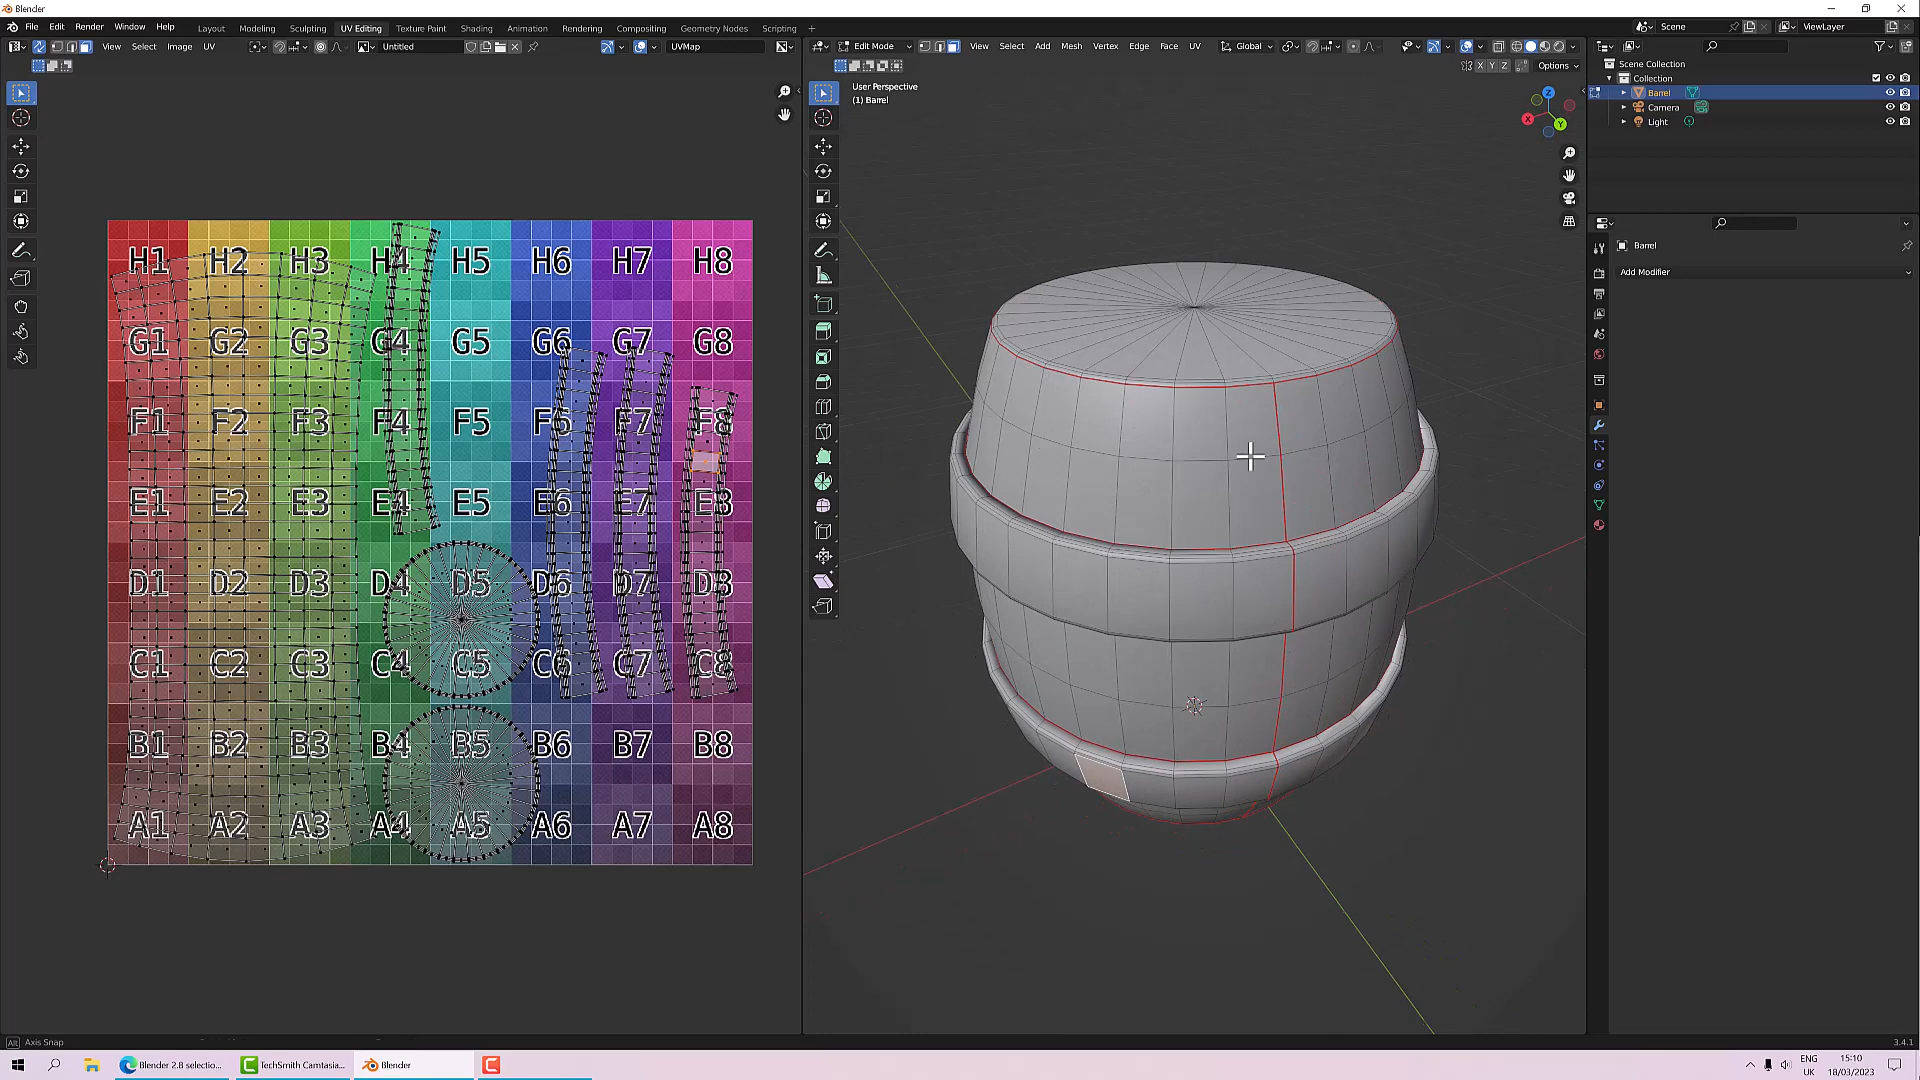 Blender
File Edit Render Window Help
Layout Modeling Sculpting UV Editing Texture Paint Shading Animation Rendering Compositing Geometry Nodes Scripting +
Scene
ViewLayer
View Select Image UV
Untitled
UVMap
Edit Mode
View Select Add Mesh Vertex Edge Face UV
Global
X Y Z
Options
User Perspective
(1) Barrel
Z
X
Y
Scene Collection
Collection
Barrel
Camera
Light
Barrel
Add Modifier
H1 H2 H3 H4 H5 H6 H7 H8
G1 G2 G3 G4 G5 G6 G7 G8
F1 F2 F3 F4 F5 F6 F7 F8
E1 E2 E3 E4 E5 E6 E7 E8
D1 D2 D3 D4 D5 D6 D7 D8
C1 C2 C3 C4 C5 C6 C7 C8
B1 B2 B3 B4 B5 B6 B7 B8
A1 A2 A3 A4 A5 A6 A7 A8
Alt Axis Snap
3.4.1
Blender 2.8 selectio...
TechSmith Camtasia...
Blender
ENG
UK
15:10
18/03/2023